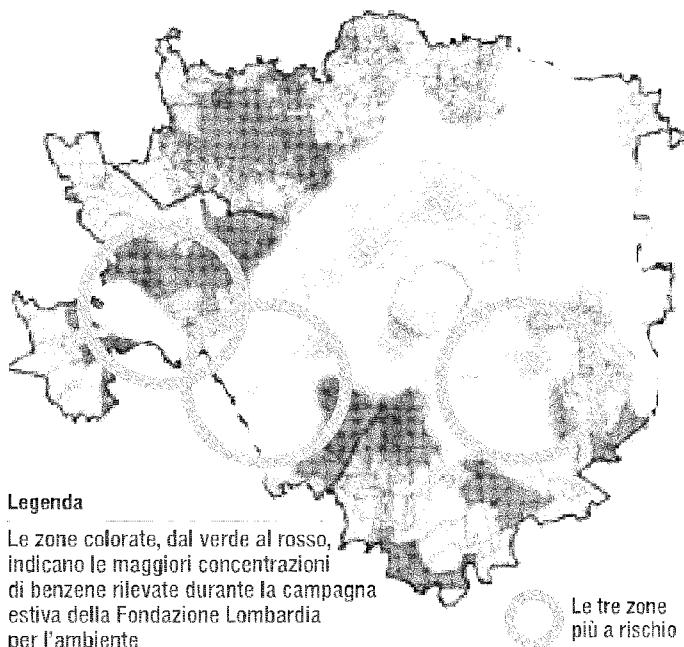 Legenda
Le zone colorate, dal verde al rosso,
indicano le maggiori concentrazioni
di benzene rilevate durante la campagna
estiva della Fondazione Lombardia
per l'ambiente
Le tre zone
più a rischio